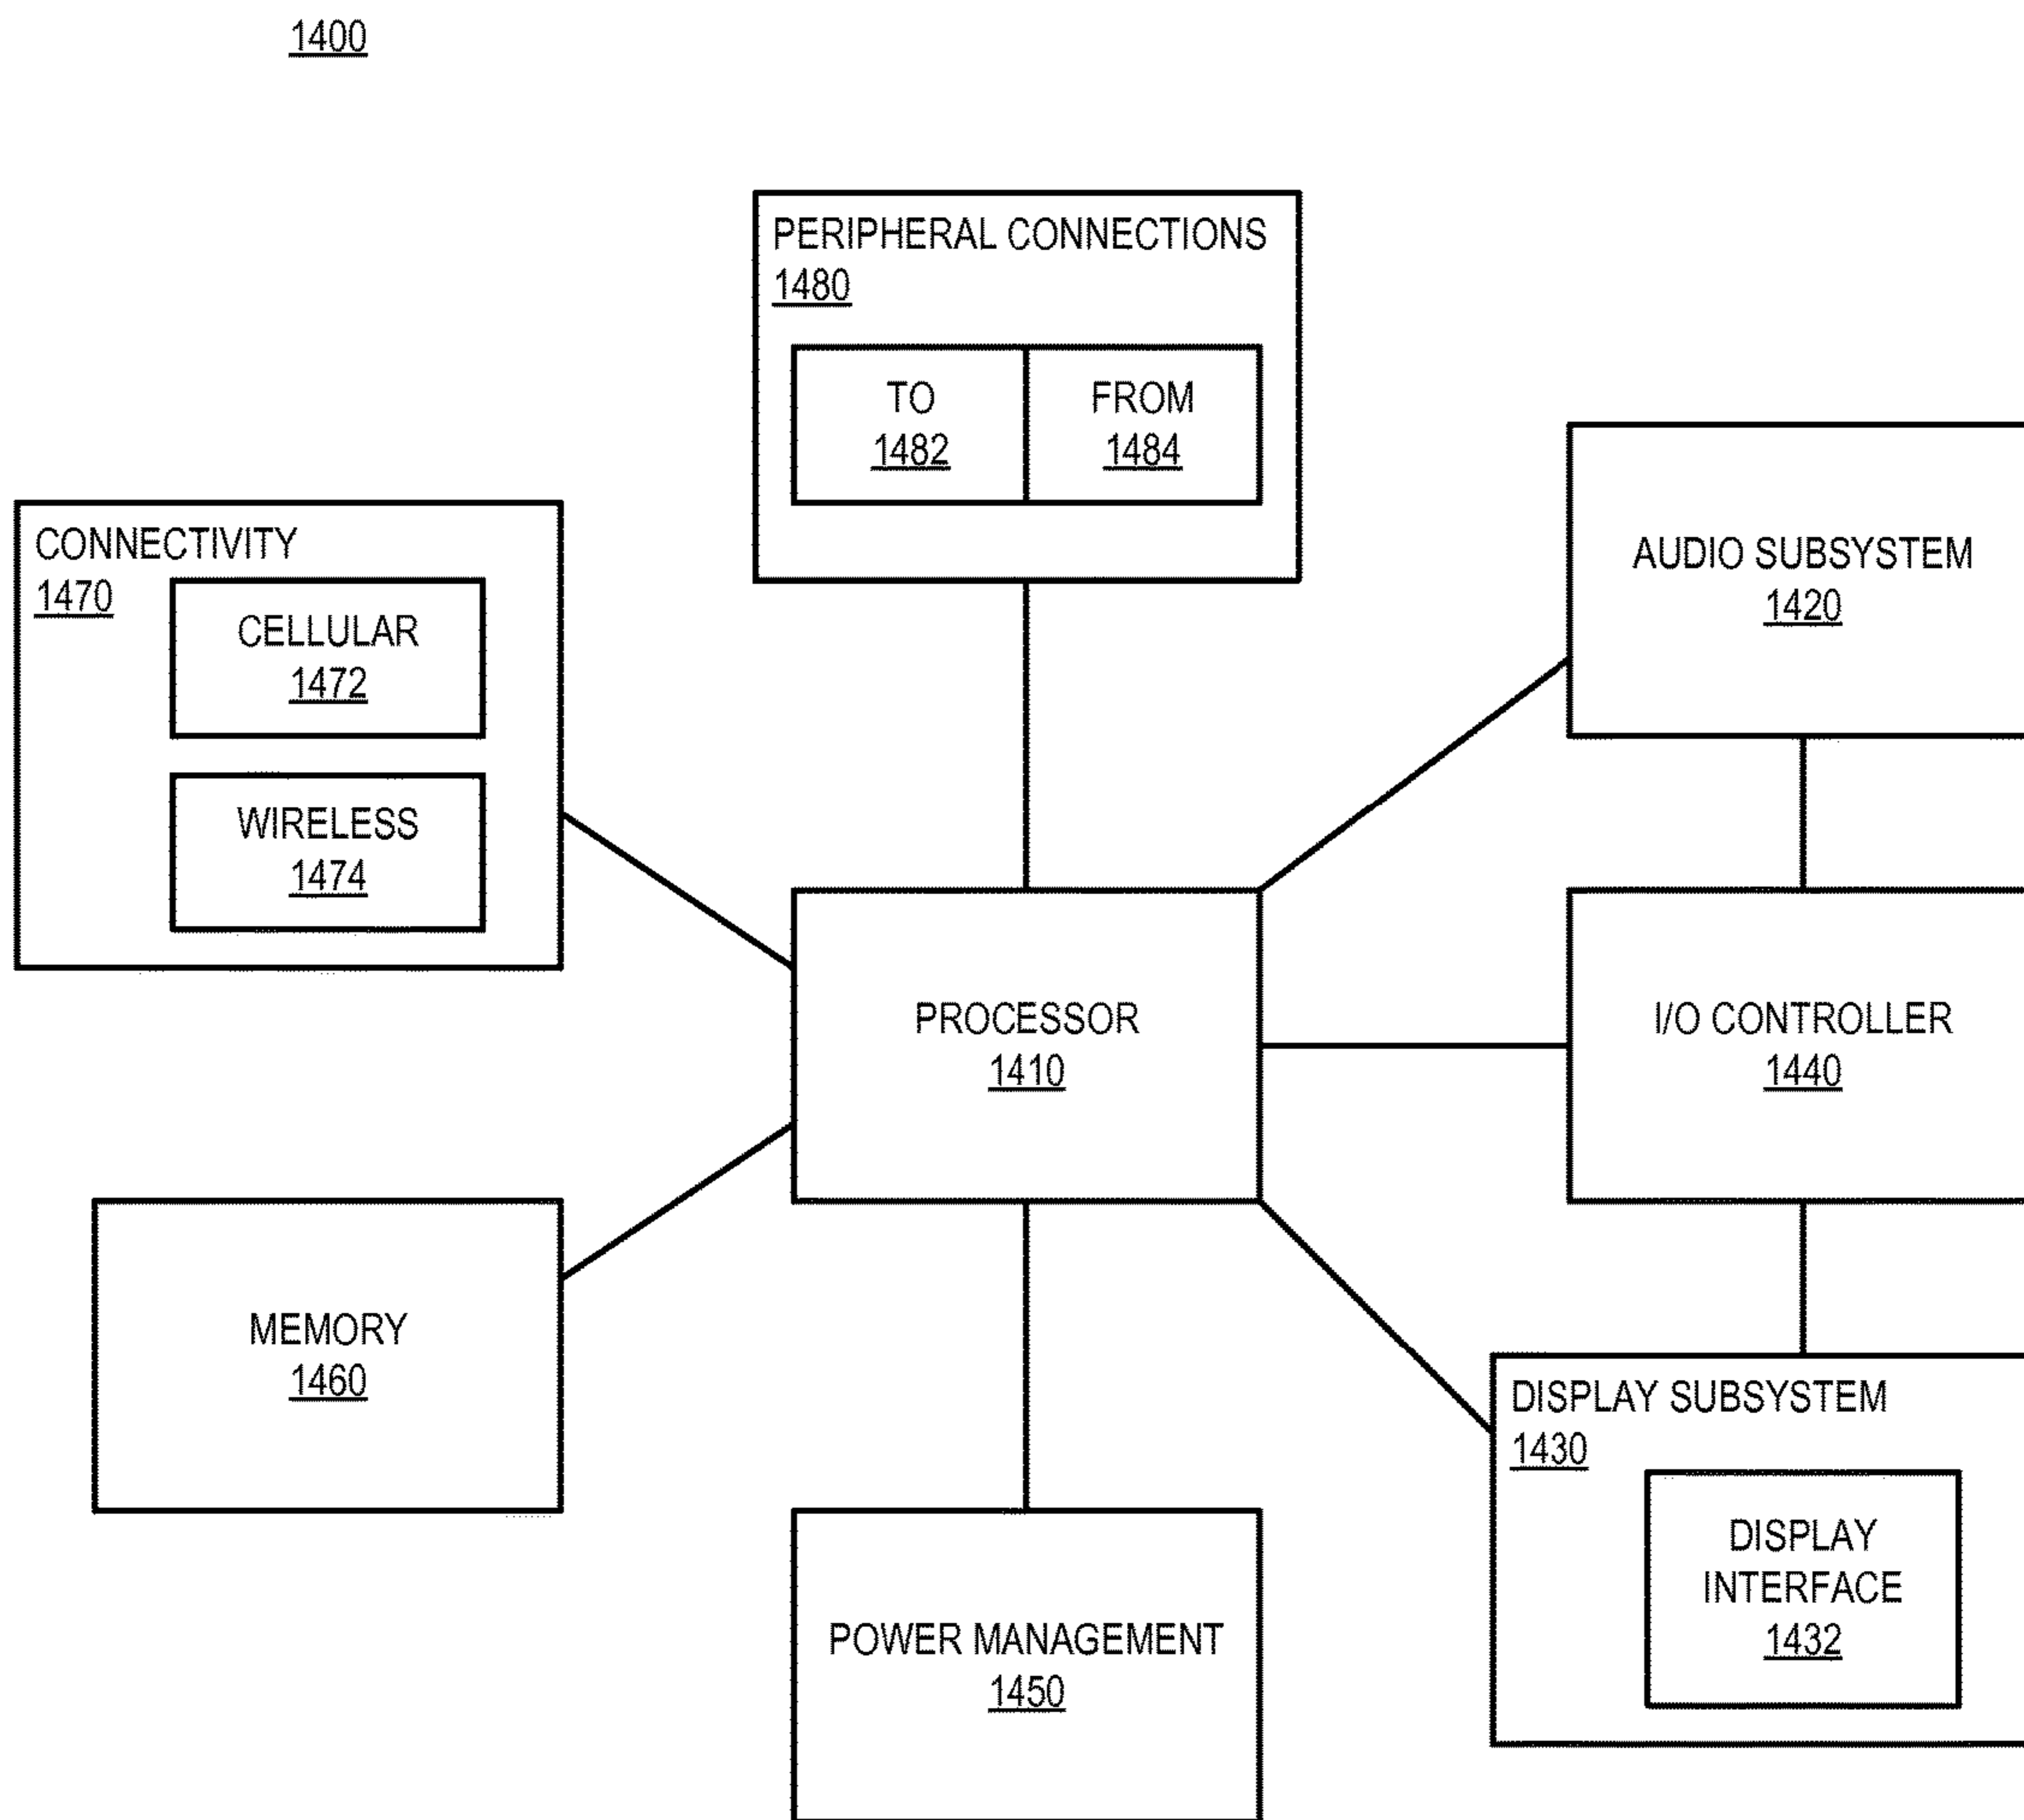 1400
PERIPHERAL CONNECTIONS
1480
TO
1482
FROM
1484
CONNECTIVITY
1470
CELLULAR
1472
WIRELESS
1474
AUDIO SUBSYSTEM
1420
PROCESSOR
1410
I/O CONTROLLER
1440
MEMORY
1460
DISPLAY SUBSYSTEM
1430
DISPLAY
INTERFACE
1432
POWER MANAGEMENT
1450